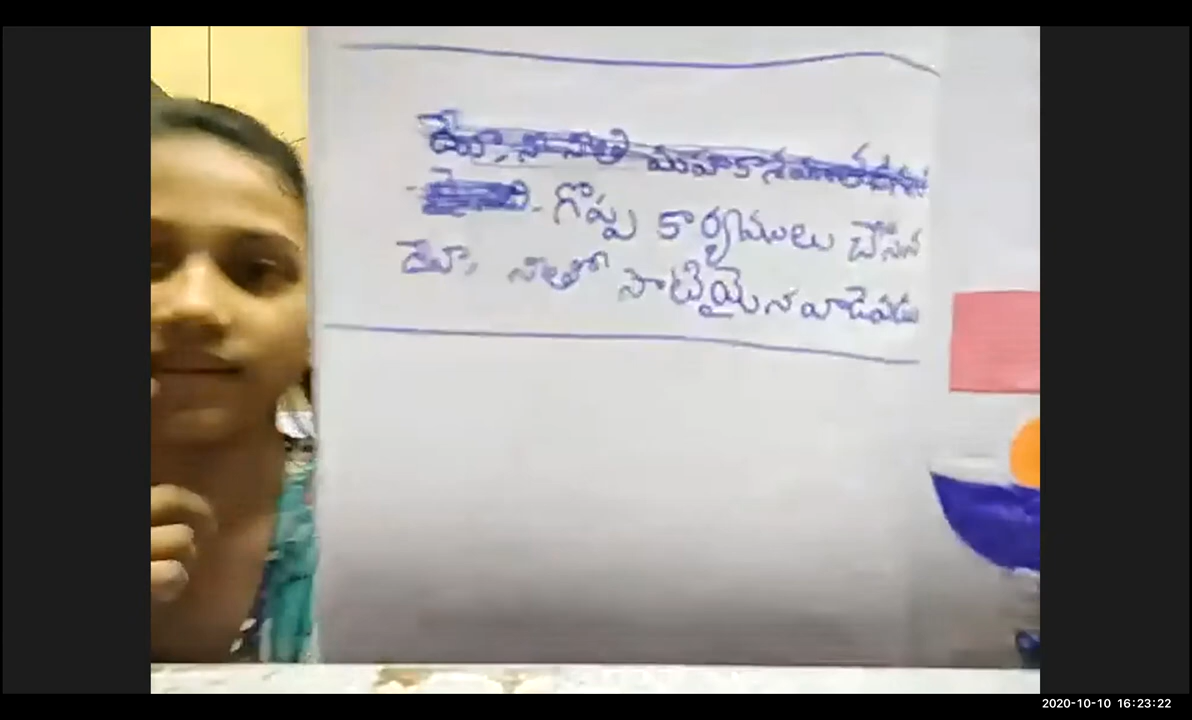 గొప్ప కార్యములు చేసిన
దేవా, నీతో సాటియైన వాడెవడు
2020-10-10 16:23:22